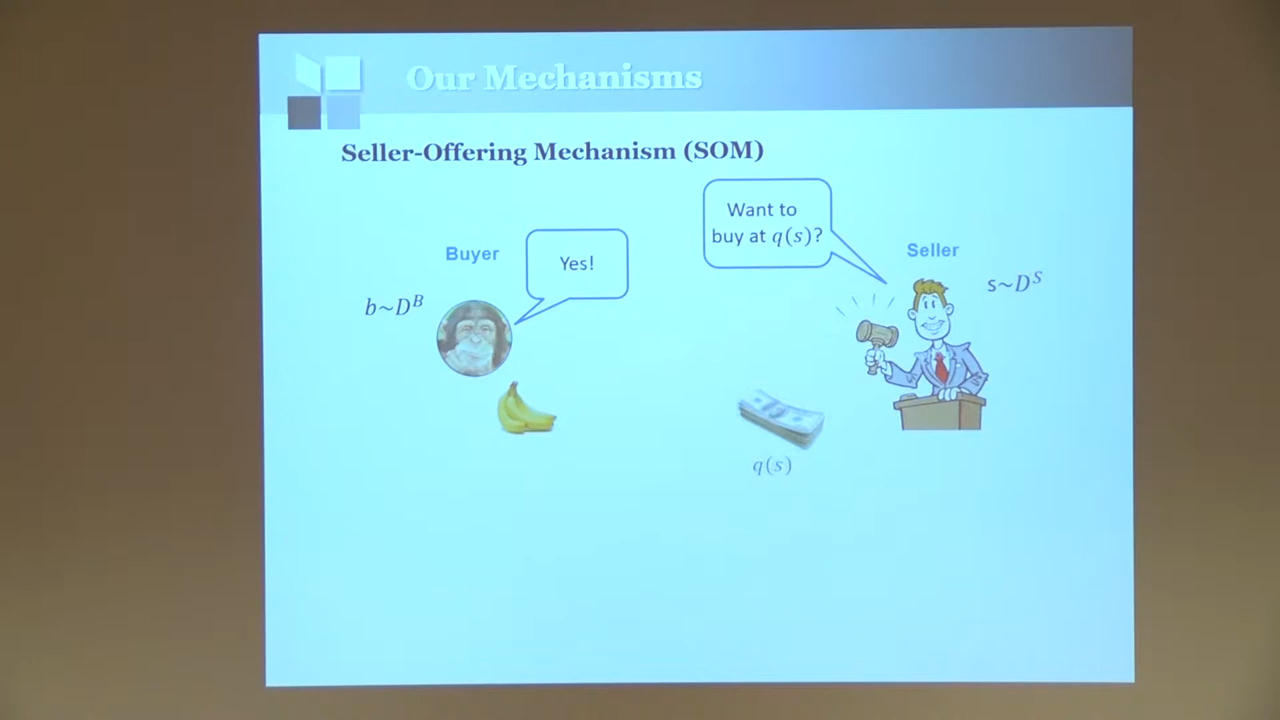 Our Mechanisms
Seller-Offering Mechanism (SOM)
Want to
buy at q(s)?
Buyer
Yes!
Seller
s~D^S
b~D^B
q(s)